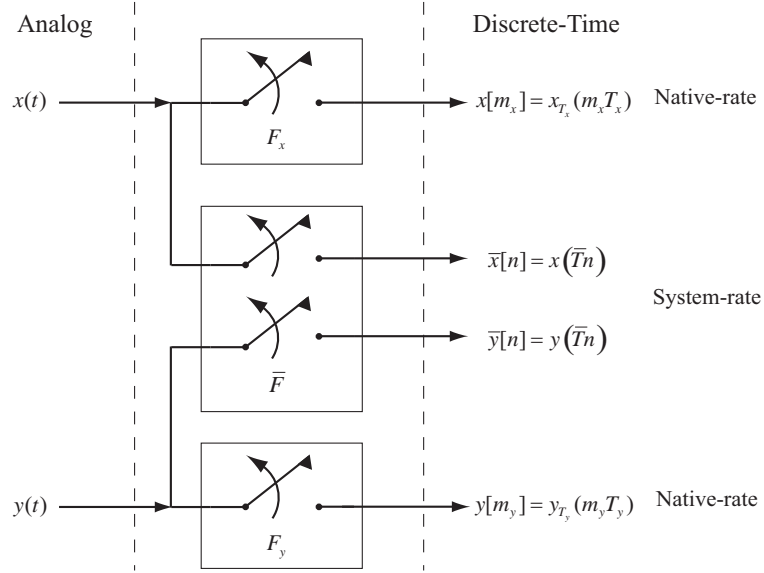 Analog Discrete-Time
x(t) x[m_x] = x_{T_x}(m_x T_x) Native-rate
F_x
x̅[n] = x(T̅n)
System-rate
y̅[n] = y(T̅n)
F̅
y(t) y[m_y] = y_{T_y}(m_y T_y) Native-rate
F_y